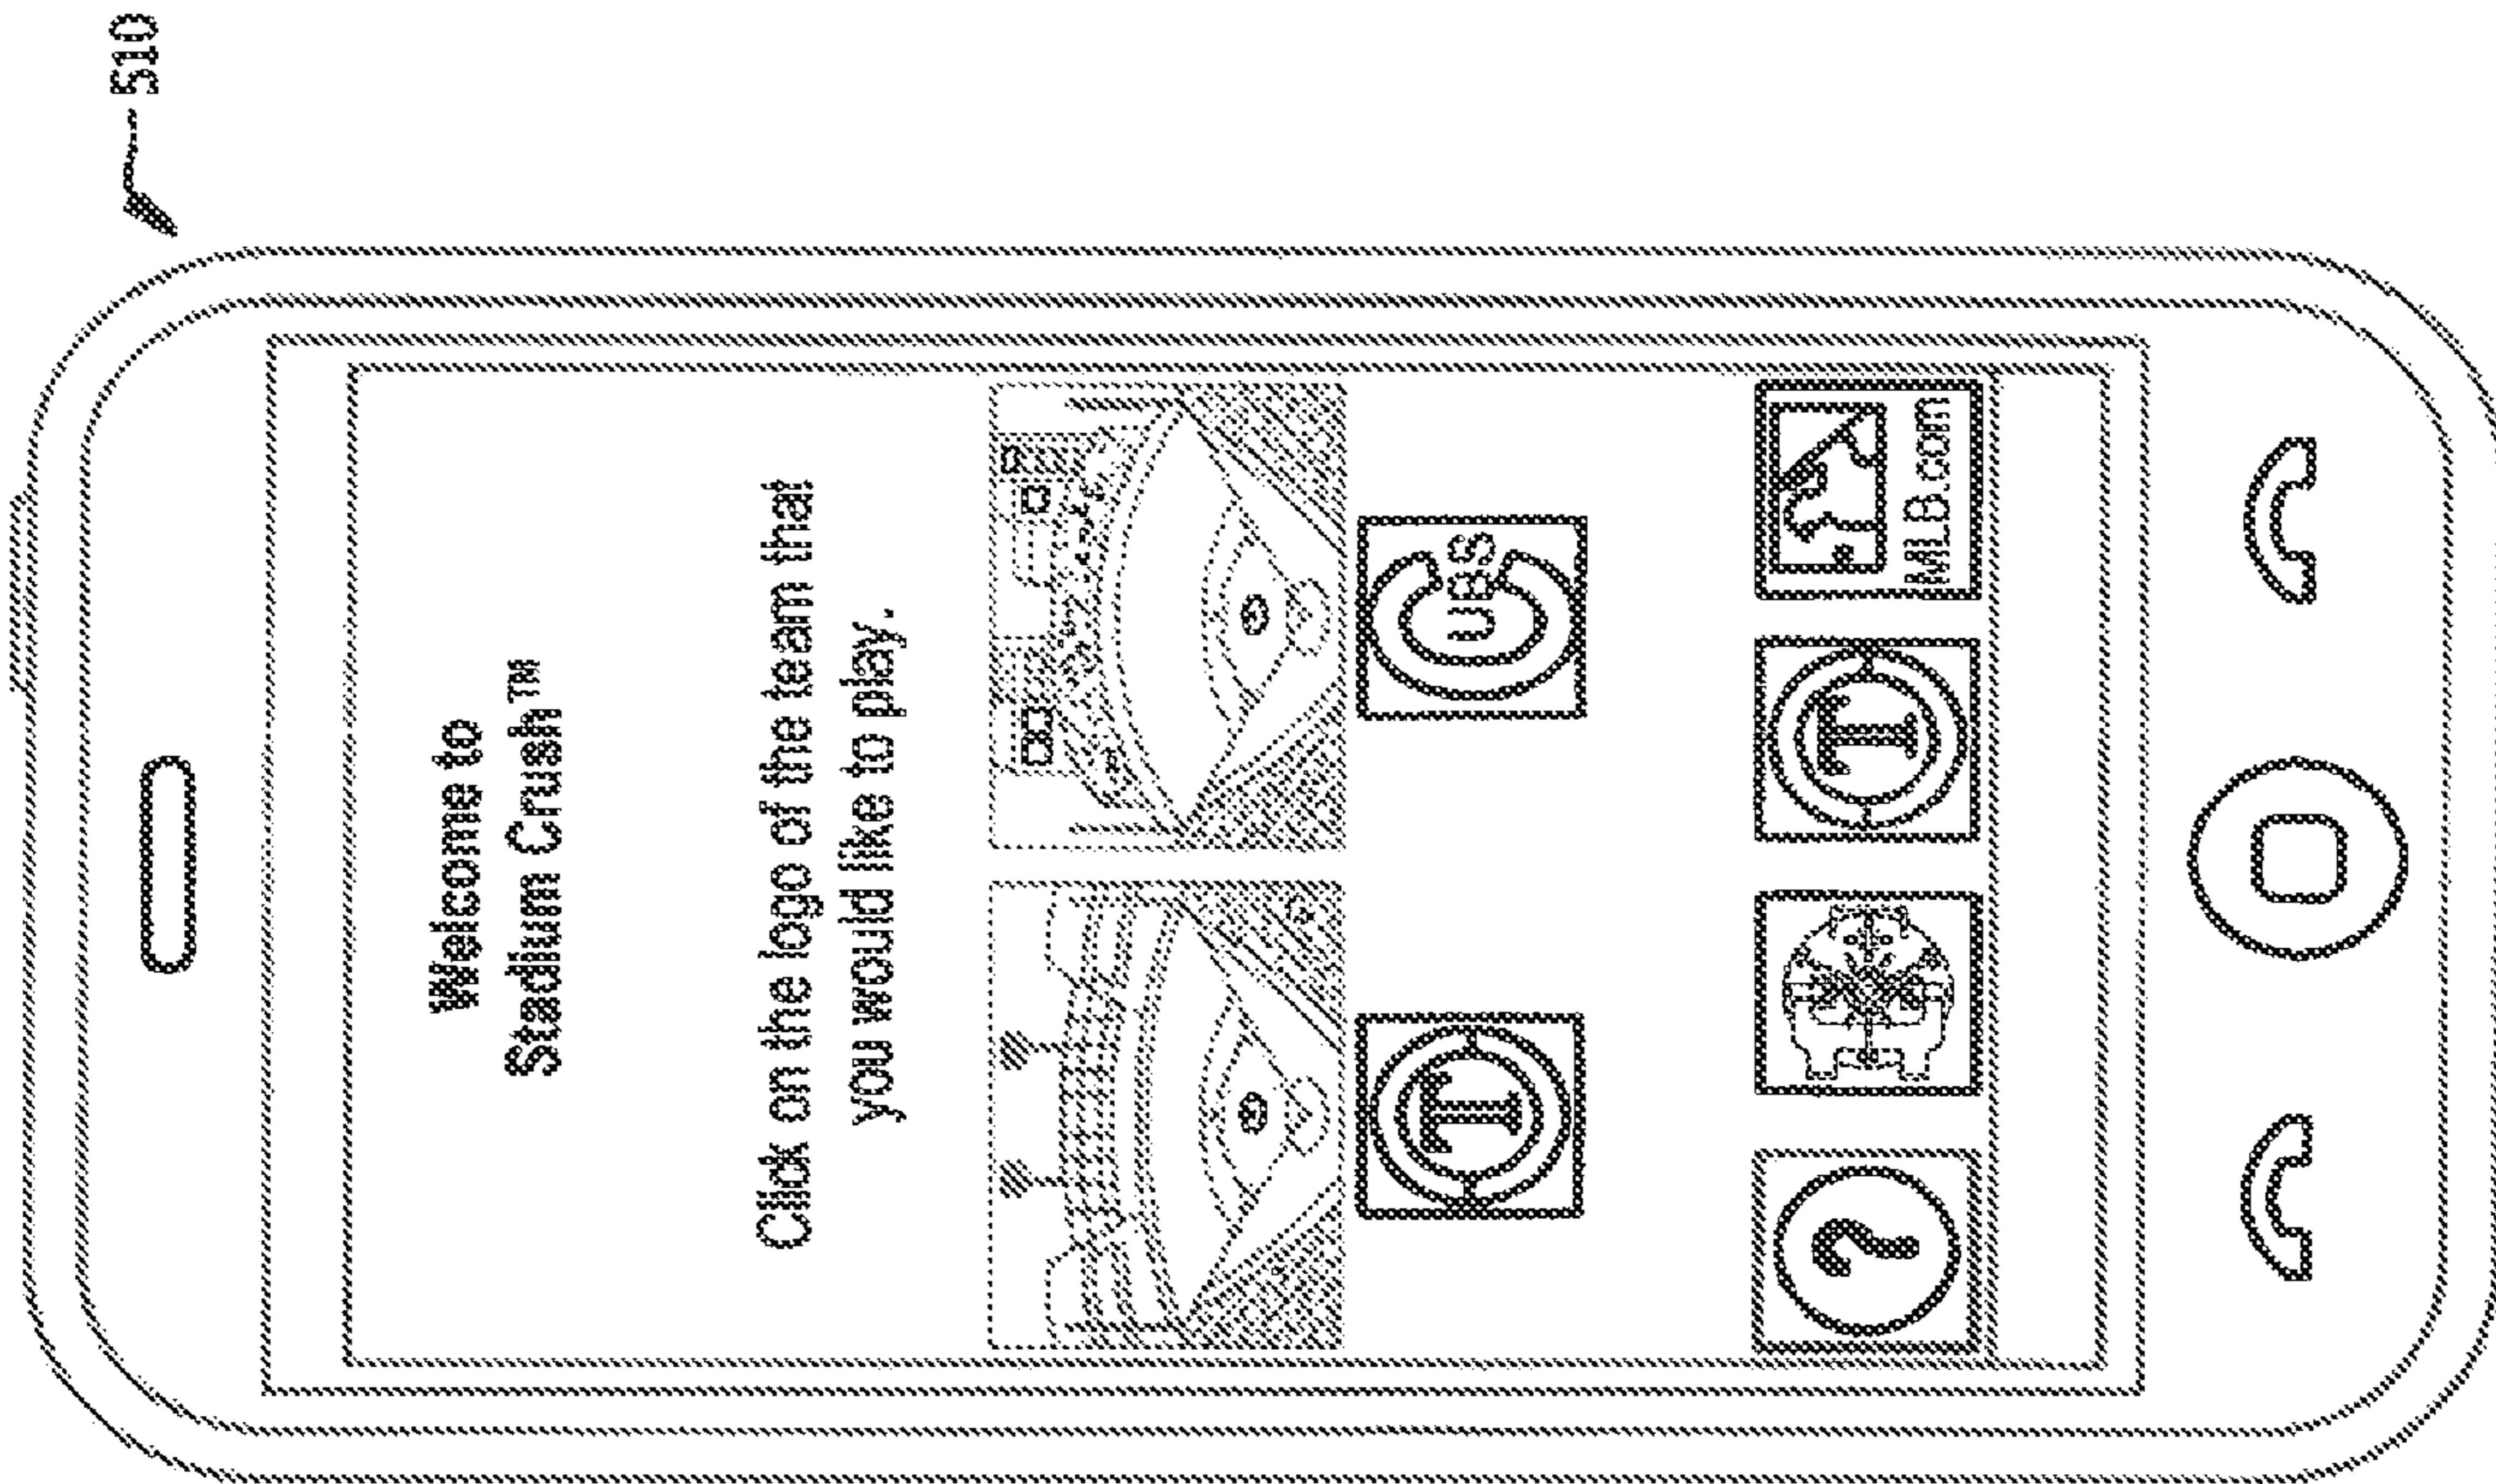 510
Welcome to
Stadium Crush™
Click on the logo of the team that
you would like to play.
T
CUBS
?
T
MLB.com